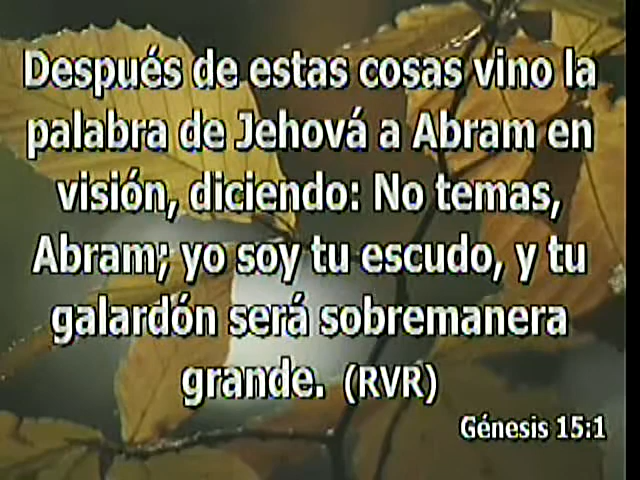 Después de estas cosas vino la
palabra de Jehová a Abram en
visión, diciendo: No temas,
Abram; yo soy tu escudo, y tu
galardón será sobremanera
grande. (RVR)
Génesis 15:1